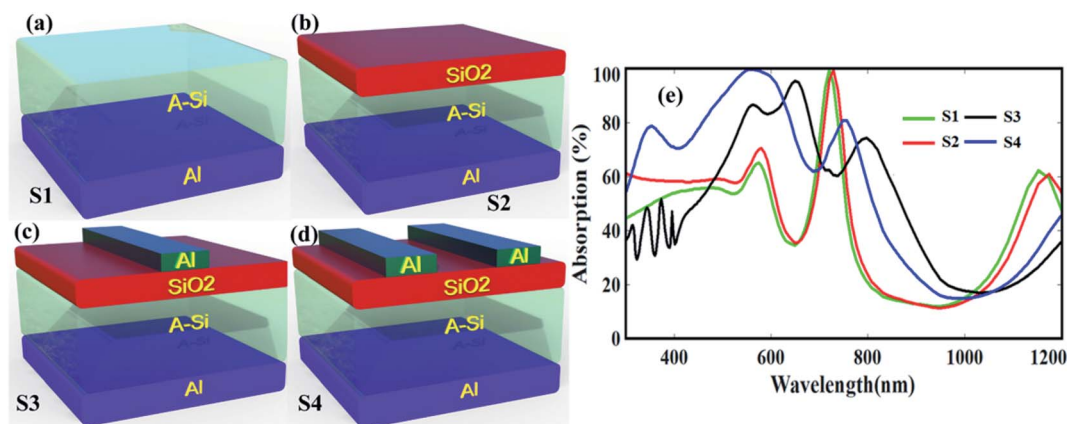 (a)
A-Si
Al
S1
(b)
SiO2
A-Si
Al
S2
(c)
Al
SiO2
A-Si
Al
S3
(d)
Al
Al
SiO2
A-Si
Al
S4
(e)
Absorption (%)
100
80
60
40
20
0
S1
S2
S3
S4
400
600
800
1000
1200
Wavelength(nm)